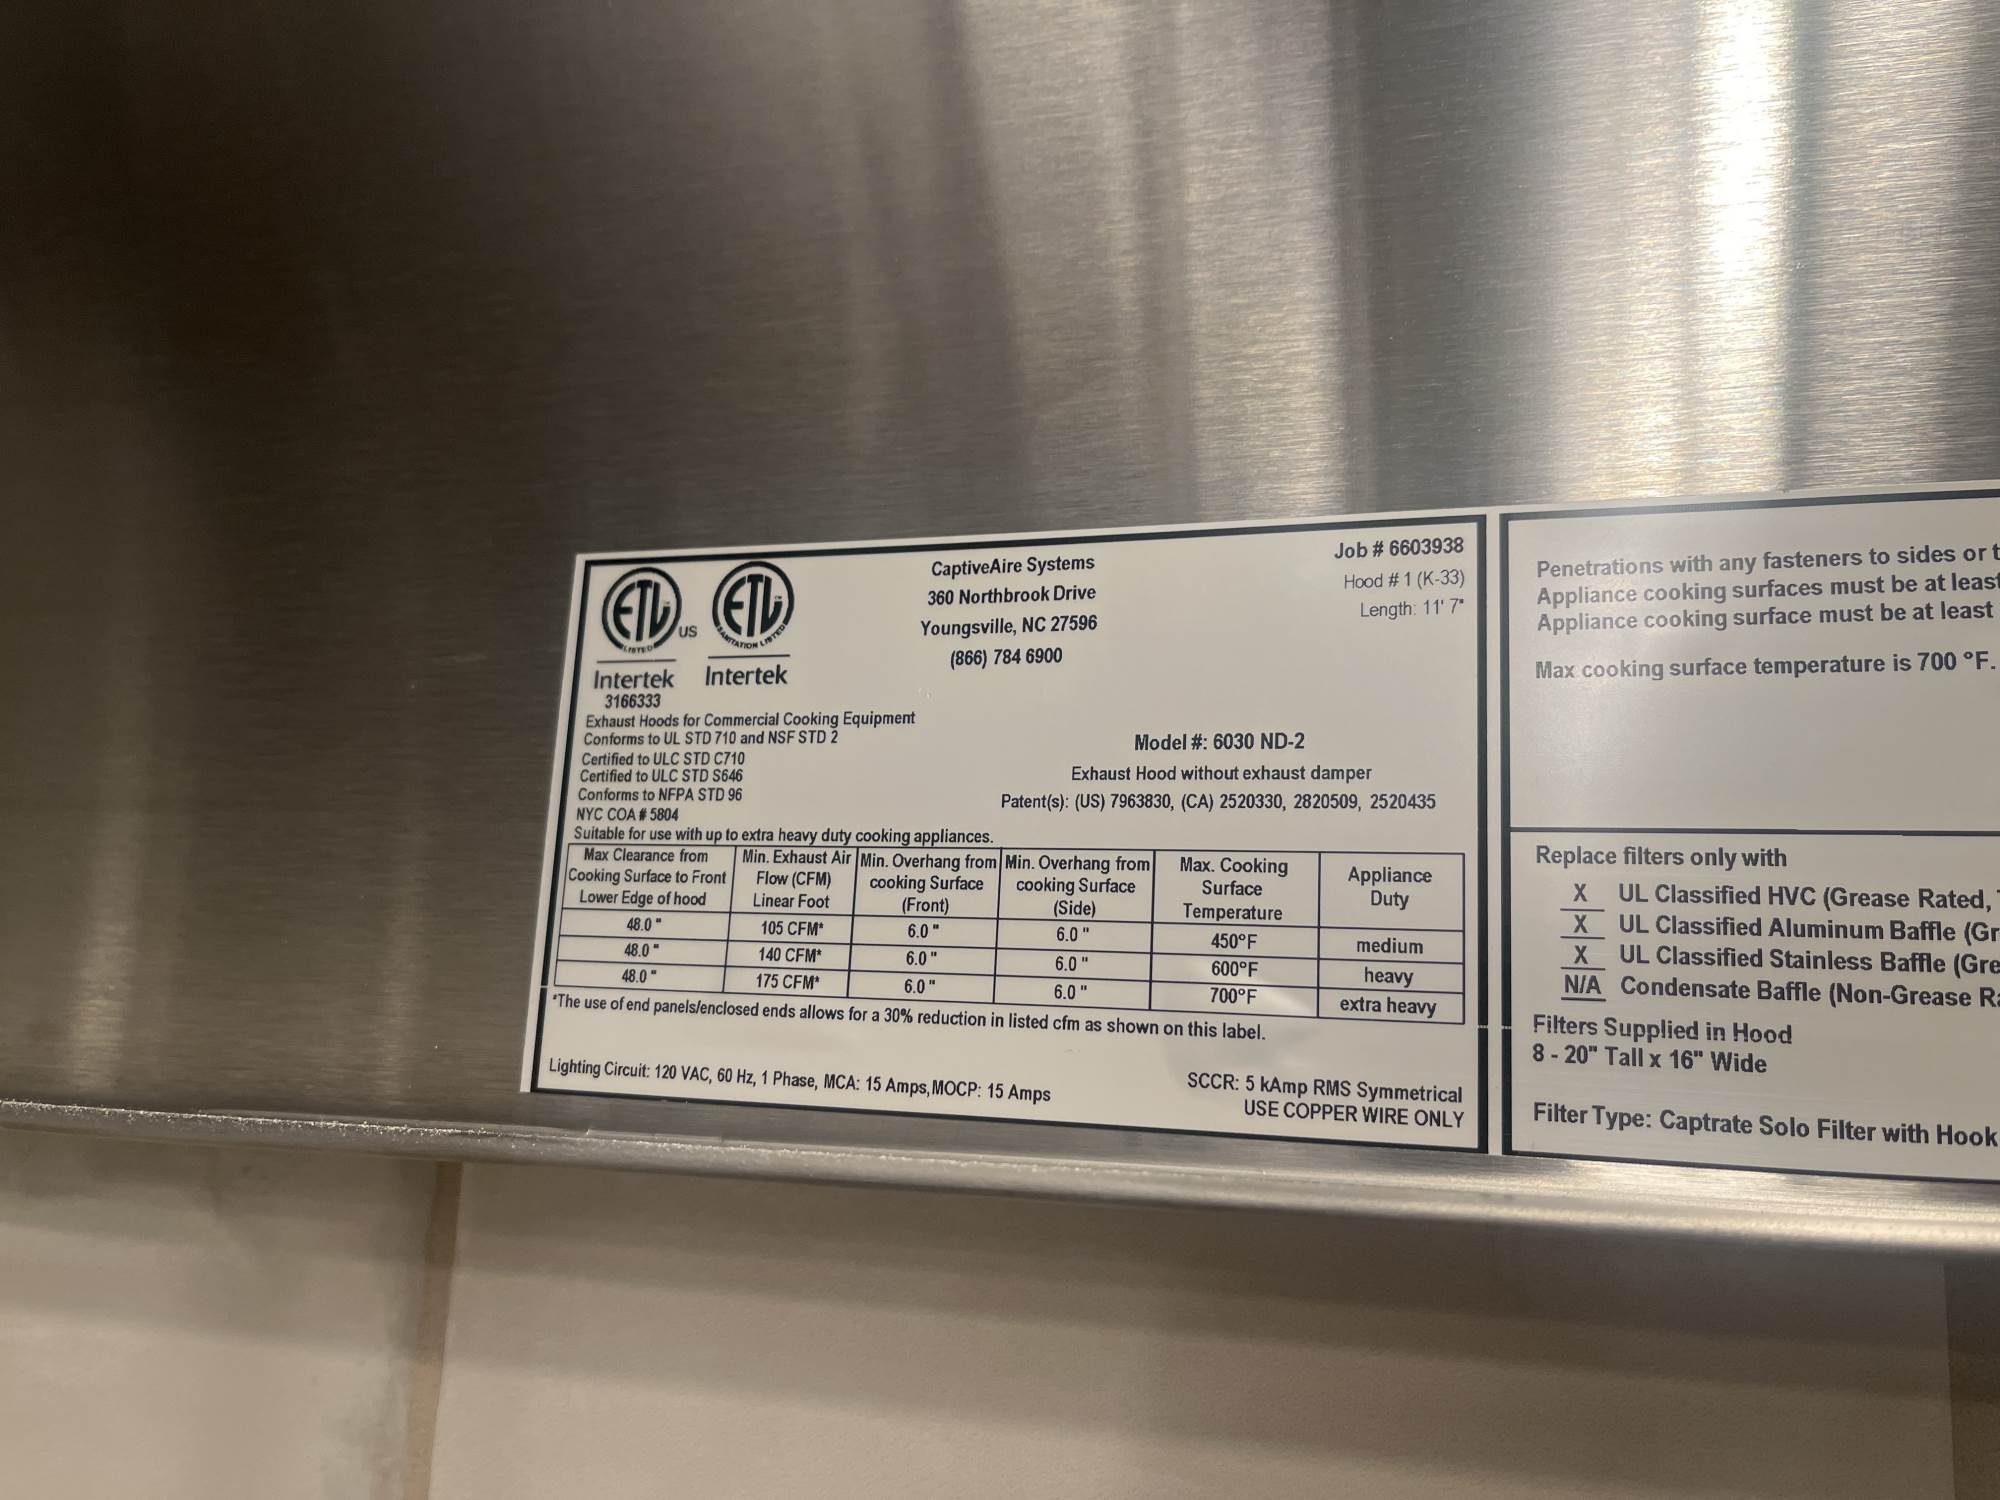 ETL
LISTED
US
Intertek
3166333
ETL
SANITATION LISTED
Intertek
CaptiveAire Systems
360 Northbrook Drive
Youngsville, NC 27596
(866) 784 6900
Job # 6603938
Hood # 1 (K-33)
Length: 11' 7"
Exhaust Hoods for Commercial Cooking Equipment
Conforms to UL STD 710 and NSF STD 2
Certified to ULC STD C710
Certified to ULC STD S646
Conforms to NFPA STD 96
NYC COA # 5804
Model #: 6030 ND-2
Exhaust Hood without exhaust damper
Patent(s): (US) 7963830, (CA) 2520330, 2820509, 2520435
Suitable for use with up to extra heavy duty cooking appliances.
Max Clearance from
Cooking Surface to Front
Lower Edge of hood
Min. Exhaust Air
Flow (CFM)
Linear Foot
Min. Overhang from
cooking Surface
(Front)
Min. Overhang from
cooking Surface
(Side)
Max. Cooking
Surface
Temperature
Appliance
Duty
48.0 " 105 CFM* 6.0 " 6.0 " 450°F medium
48.0 " 140 CFM* 6.0 " 6.0 " 600°F heavy
48.0 " 175 CFM* 6.0 " 6.0 " 700°F extra heavy
*The use of end panels/enclosed ends allows for a 30% reduction in listed cfm as shown on this label.
Lighting Circuit: 120 VAC, 60 Hz, 1 Phase, MCA: 15 Amps, MOCP: 15 Amps
SCCR: 5 kAmp RMS Symmetrical
USE COPPER WIRE ONLY
Penetrations with any fasteners to sides or
Appliance cooking surfaces must be at least
Appliance cooking surface must be at least
Max cooking surface temperature is 700 °F.
Replace filters only with
X UL Classified HVC (Grease Rated,
X UL Classified Aluminum Baffle
X UL Classified Stainless Baffle
N/A Condensate Baffle (Non-Grease
Filters Supplied in Hood
8 - 20" Tall x 16" Wide
Filter Type: Captrate Solo Filter with Hook